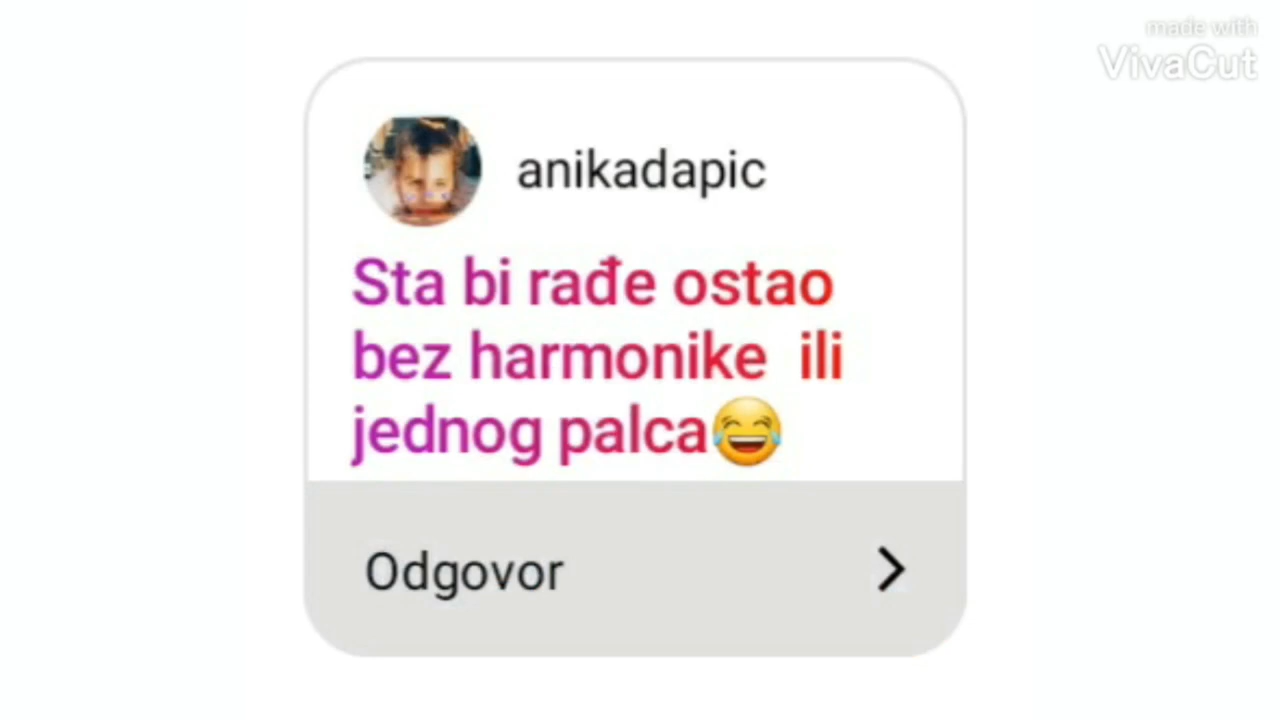 made with
VivaCut
anikadapic
Sta bi rađe ostao
bez harmonike ili
jednog palca😂
Odgovor